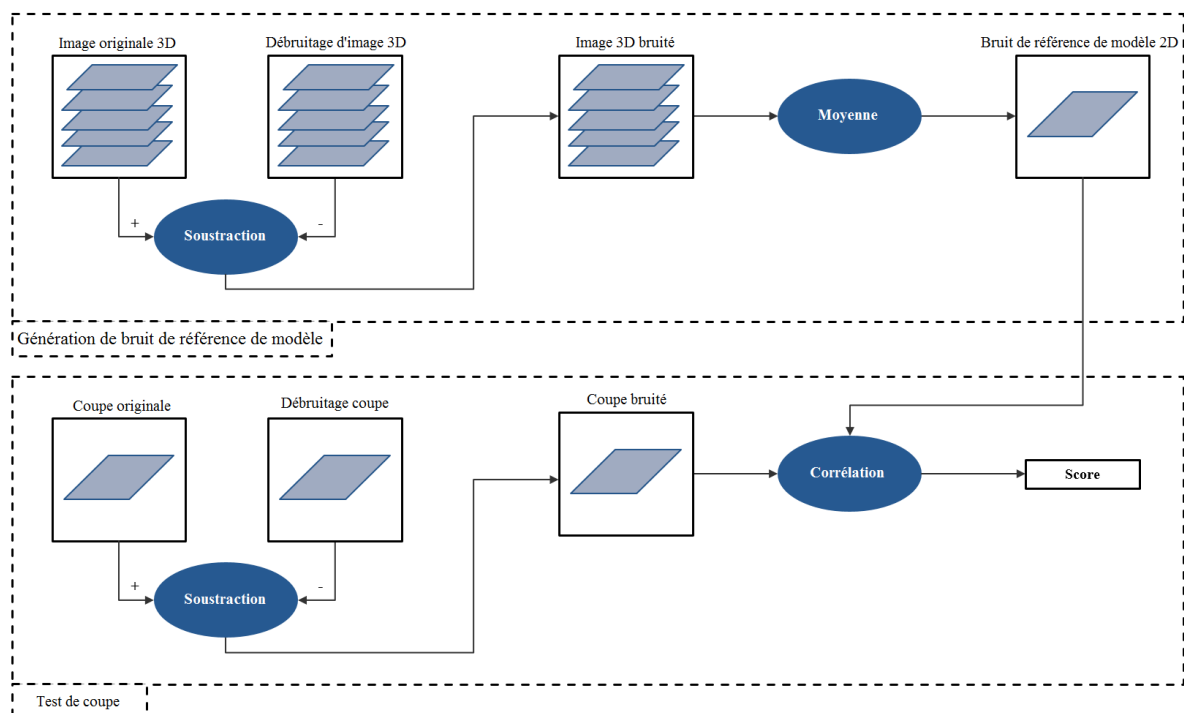 Image originale 3D
Débruitage d'image 3D
Image 3D bruité
Bruit de référence de modèle 2D
Moyenne
+
-
Soustraction
Génération de bruit de référence de modèle
Coupe originale
Débruitage coupe
Coupe bruité
Corrélation
Score
+
-
Soustraction
Test de coupe